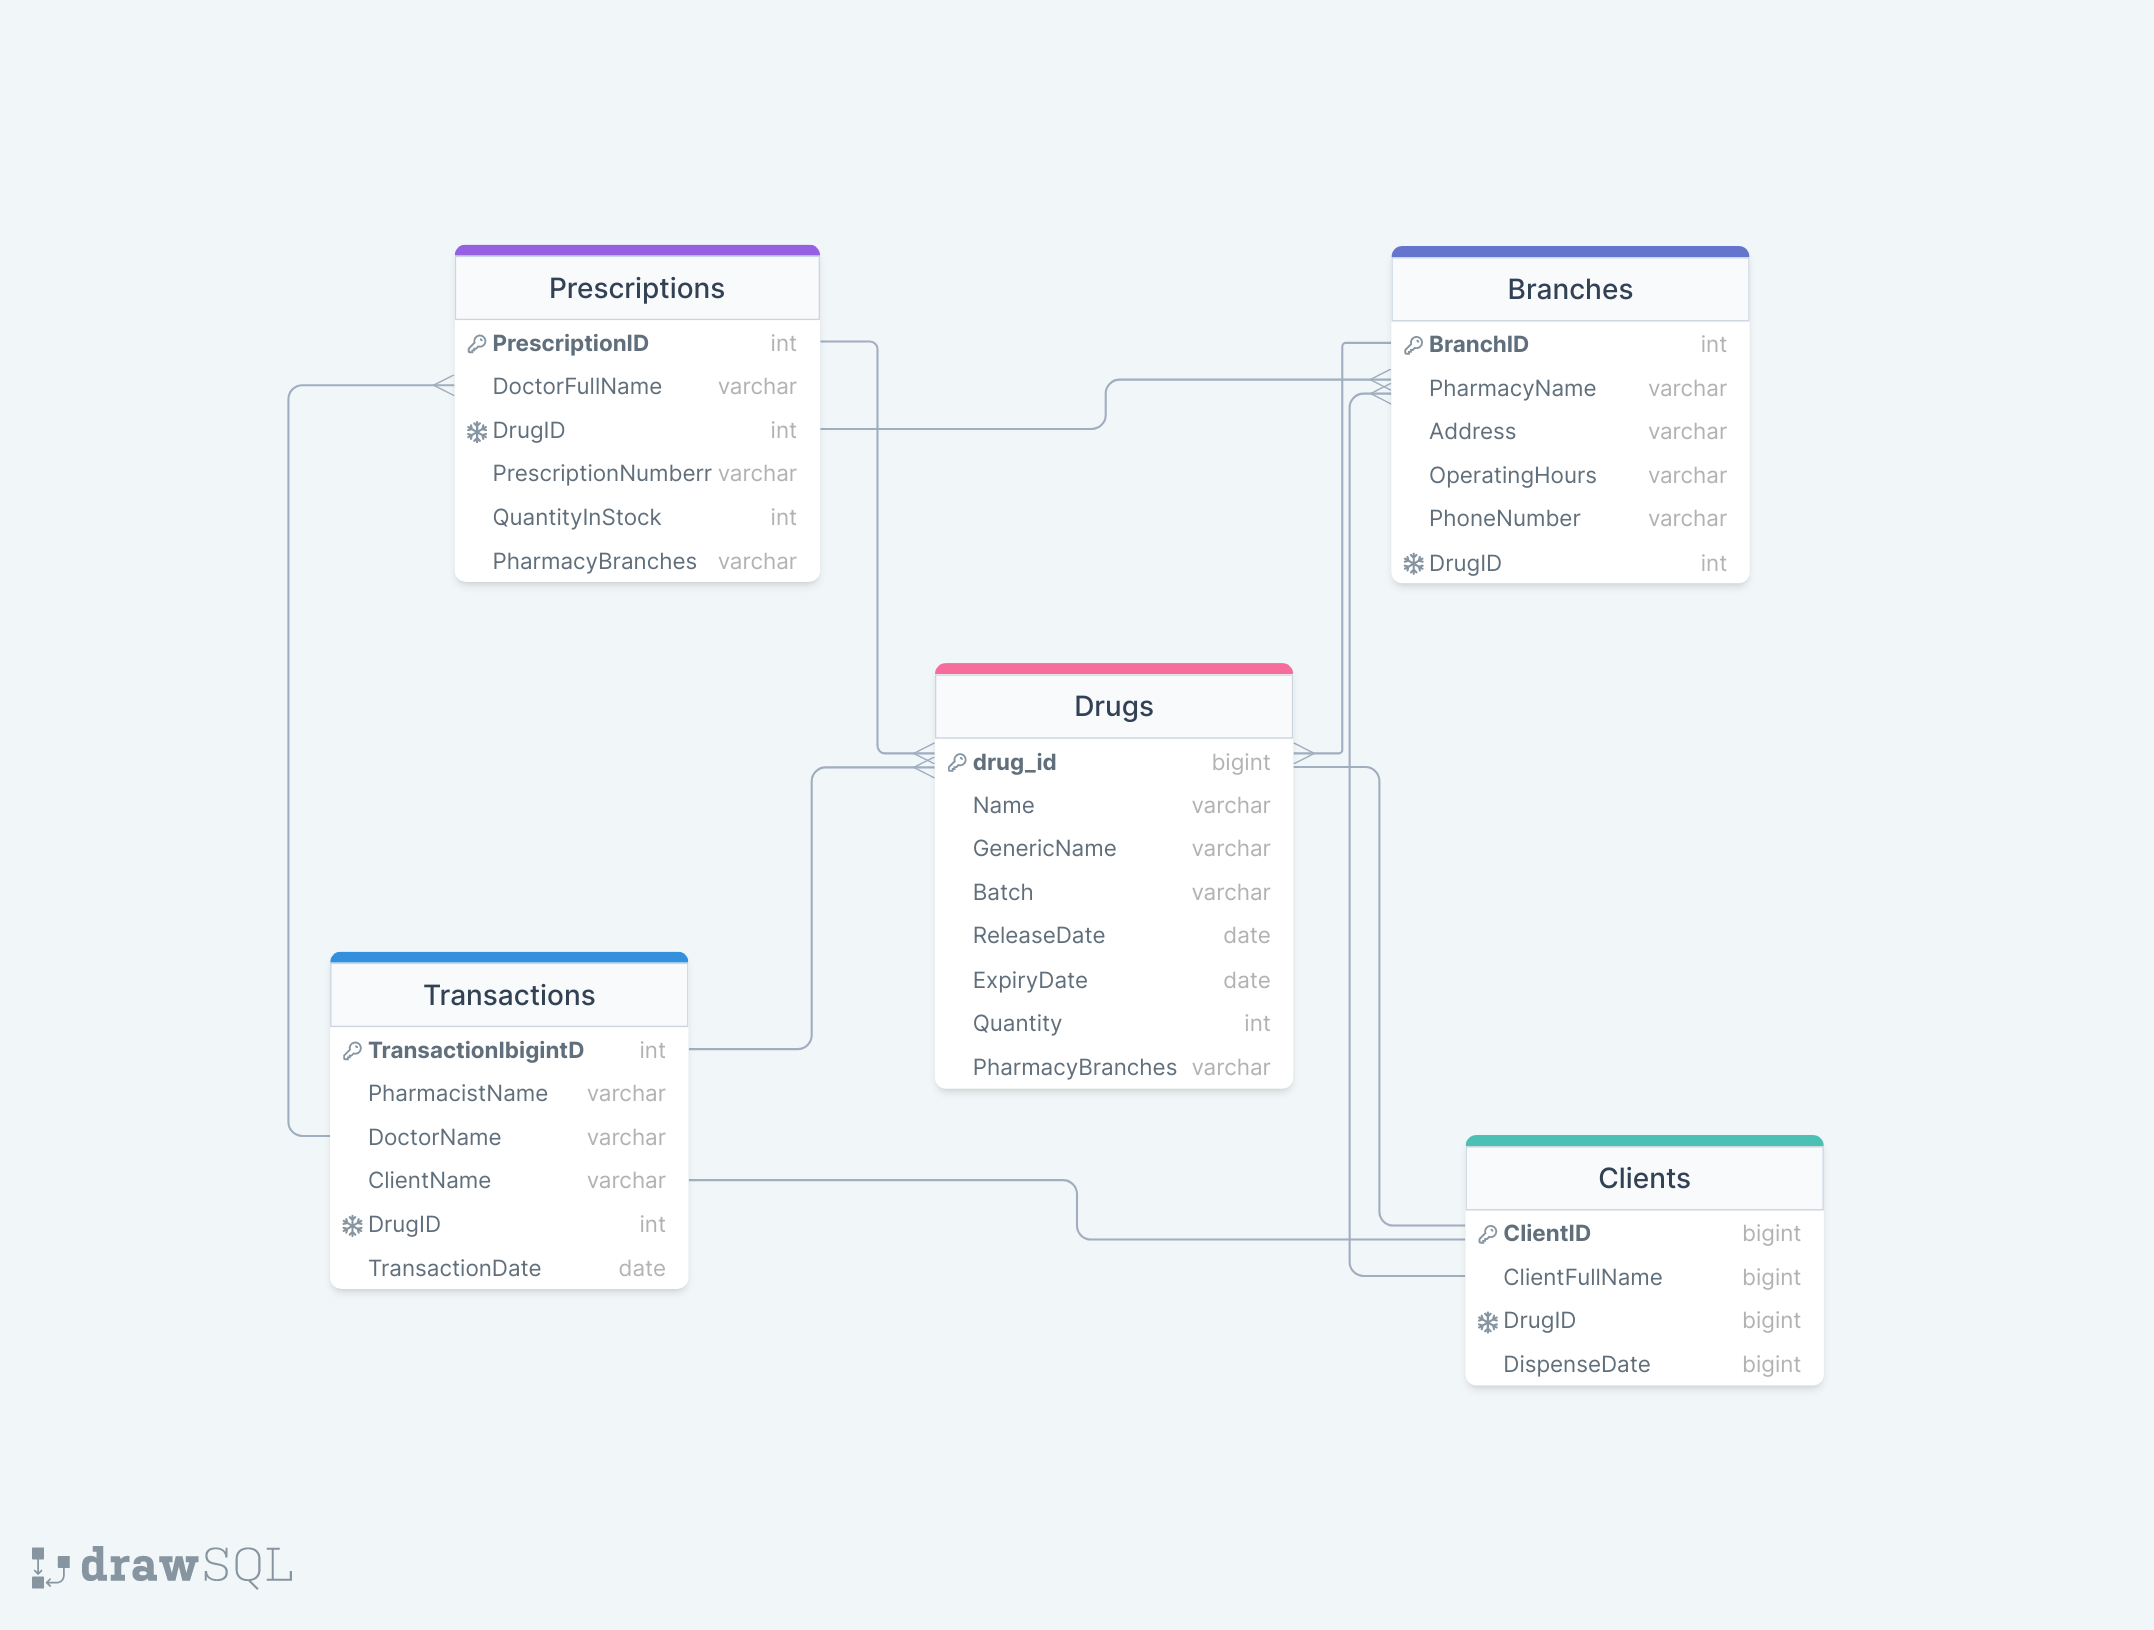 Prescriptions
PrescriptionID int
DoctorFullName varchar
DrugID int
PrescriptionNumberr varchar
QuantityInStock int
PharmacyBranches varchar
Branches
BranchID int
PharmacyName varchar
Address varchar
OperatingHours varchar
PhoneNumber varchar
DrugID int
Drugs
drug_id bigint
Name varchar
GenericName varchar
Batch varchar
ReleaseDate date
ExpiryDate date
Quantity int
PharmacyBranches varchar
Transactions
TransactionIbigintD int
PharmacistName varchar
DoctorName varchar
ClientName varchar
DrugID int
TransactionDate date
Clients
ClientID bigint
ClientFullName bigint
DrugID bigint
DispenseDate bigint
drawSQL